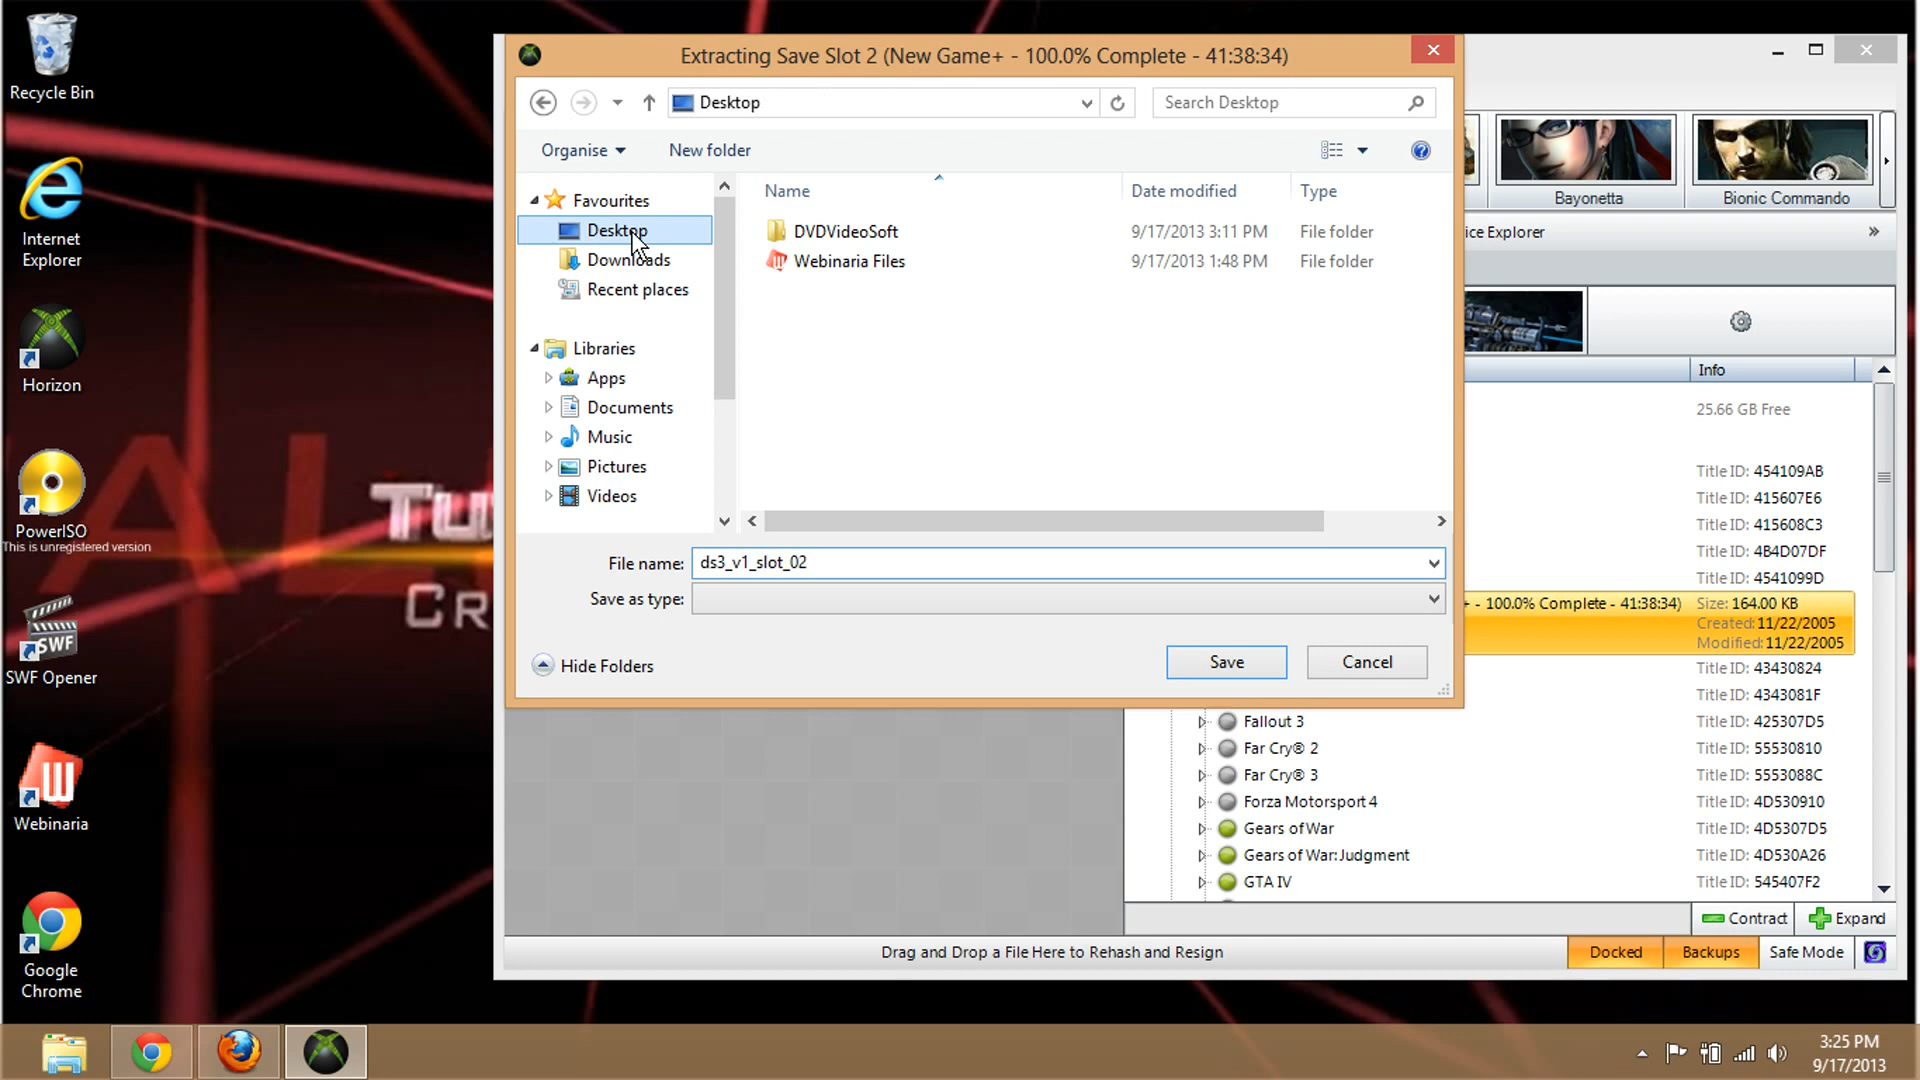 Recycle Bin
Internet
Explorer
Horizon
PowerISO
This is unregistered version
SWF
SWF Opener
Webinaria
Google
Chrome
Extracting Save Slot 2 (New Game+ - 100.0% Complete - 41:38:34)
Desktop
Search Desktop
Organise
New folder
Favourites
Desktop
Downloads
Recent places
Libraries
Apps
Documents
Music
Pictures
Videos
Name
Date modified
Type
DVDVideoSoft 9/17/2013 3:11 PM File folder
Webinaria Files 9/17/2013 1:48 PM File folder
File name: ds3_v1_slot_02
Save as type:
Hide Folders
Save
Cancel
Bayonetta
Bionic Commando
ice Explorer
Info
25.66 GB Free
Title ID: 454109AB
Title ID: 415607E6
Title ID: 415608C3
Title ID: 4B4D07DF
Title ID: 4541099D
+ - 100.0% Complete - 41:38:34) Size: 164.00 KB
Created: 11/22/2005
Modified: 11/22/2005
Title ID: 43430824
Title ID: 4343081F
Fallout 3 Title ID: 425307D5
Far Cry® 2 Title ID: 55530810
Far Cry® 3 Title ID: 5553088C
Forza Motorsport 4 Title ID: 4D530910
Gears of War Title ID: 4D5307D5
Gears of War: Judgment Title ID: 4D530A26
GTA IV Title ID: 545407F2
Contract
Expand
Drag and Drop a File Here to Rehash and Resign
Docked
Backups
Safe Mode
3:25 PM
9/17/2013